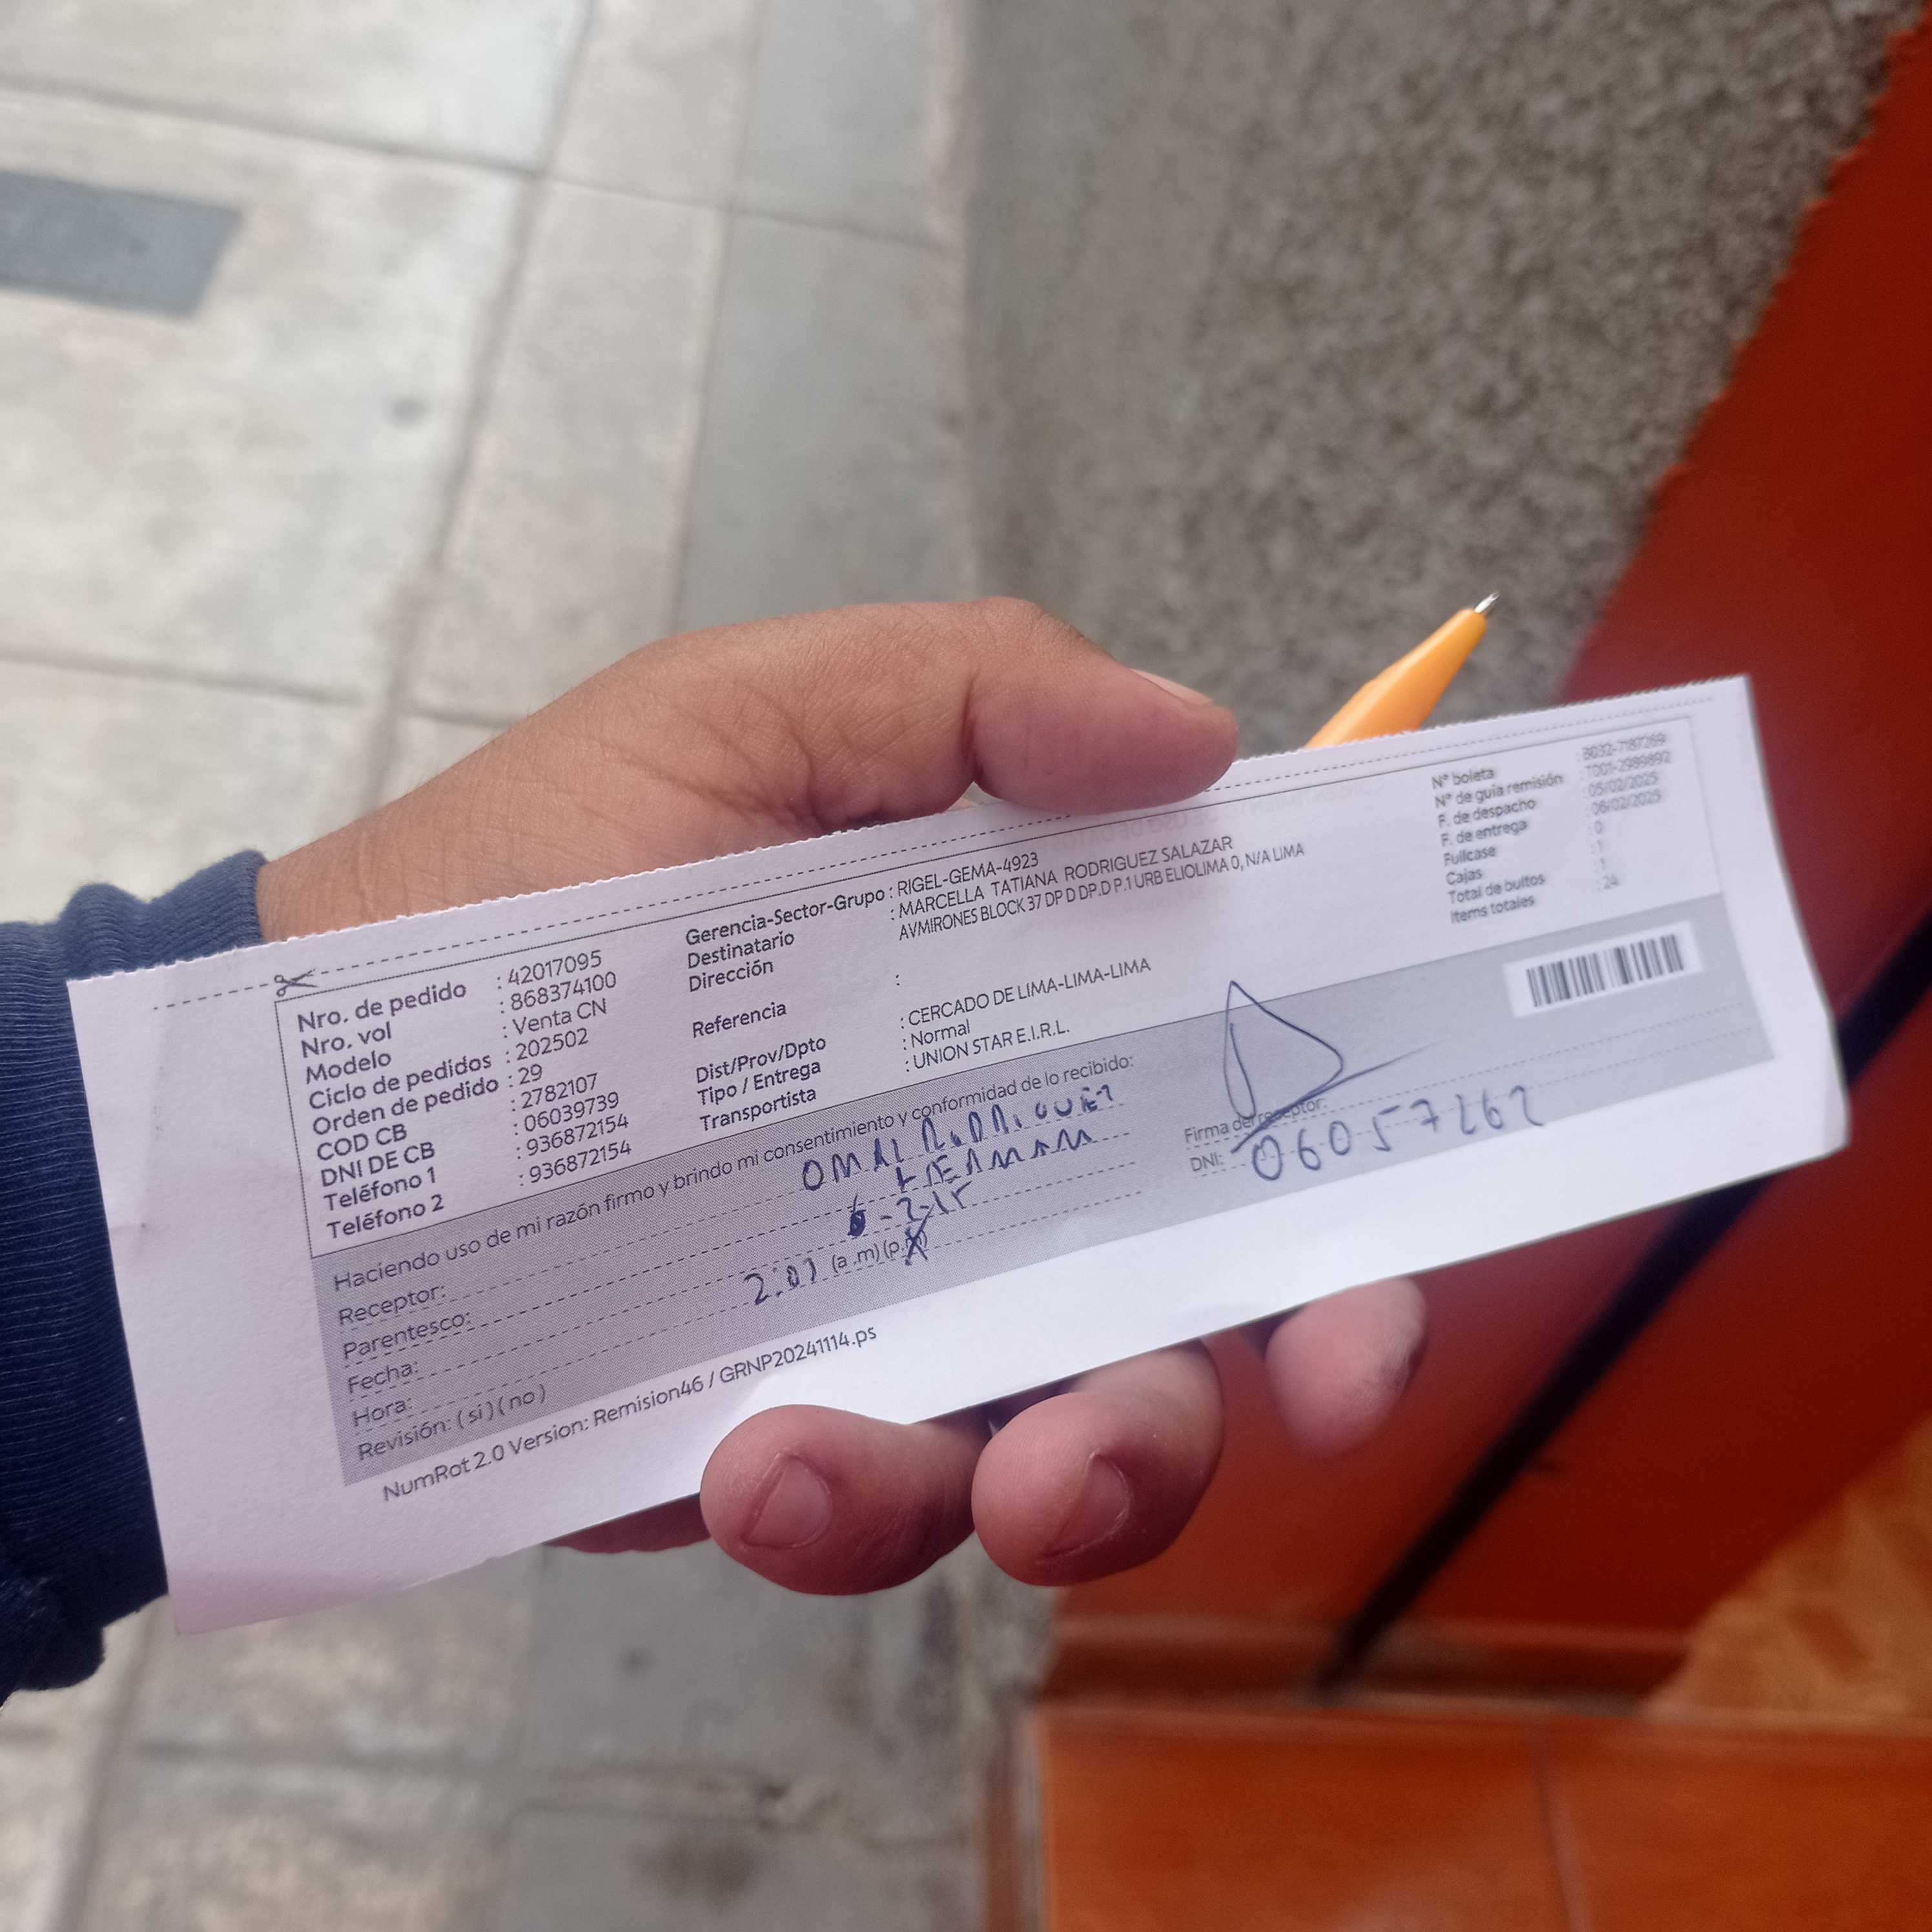 Nro. de pedido : 42017095
Nro. vol : 868374100
Modelo : Venta CN
Ciclo de pedidos : 202502
Orden de pedido : 29
COD CB : 2782107
DNI DE CB : 06039739
Teléfono 1 : 936872154
Teléfono 2 : 936872154
Gerencia-Sector-Grupo : RIGEL-GEMA-4923
Destinatario : MARCELLA TATIANA RODRIGUEZ SALAZAR
Dirección AVMIRONES BLOCK 37 DP D DP.D P.1 URB ELIOLIMA 0, N/A LIMA
Referencia :
Dist/Prov/Dpto : CERCADO DE LIMA-LIMA-LIMA
Tipo / Entrega : Normal
Transportista : UNION STAR E.I.R.L.
N° boleta : B032-7187269
N° de guía remisión : T001-2989892
F. de despacho : 05/02/2025
F. de entrega : 06/02/2025
Fullcase : 0
Cajas : 1
Total de bultos : 1
Items totales : 24
Haciendo uso de mi razón firmo y brindo mi consentimiento y conformidad de lo recibido:
Receptor: OMAR RODRIGUEZ
Parentesco:
Fecha:
Hora: (a .m) (p.m)
Revisión: ( si ) ( no )
Firma del receptor:
DNI: 06057262
NumRot 2.0 Version: Remision46 / GRNP20241114.ps